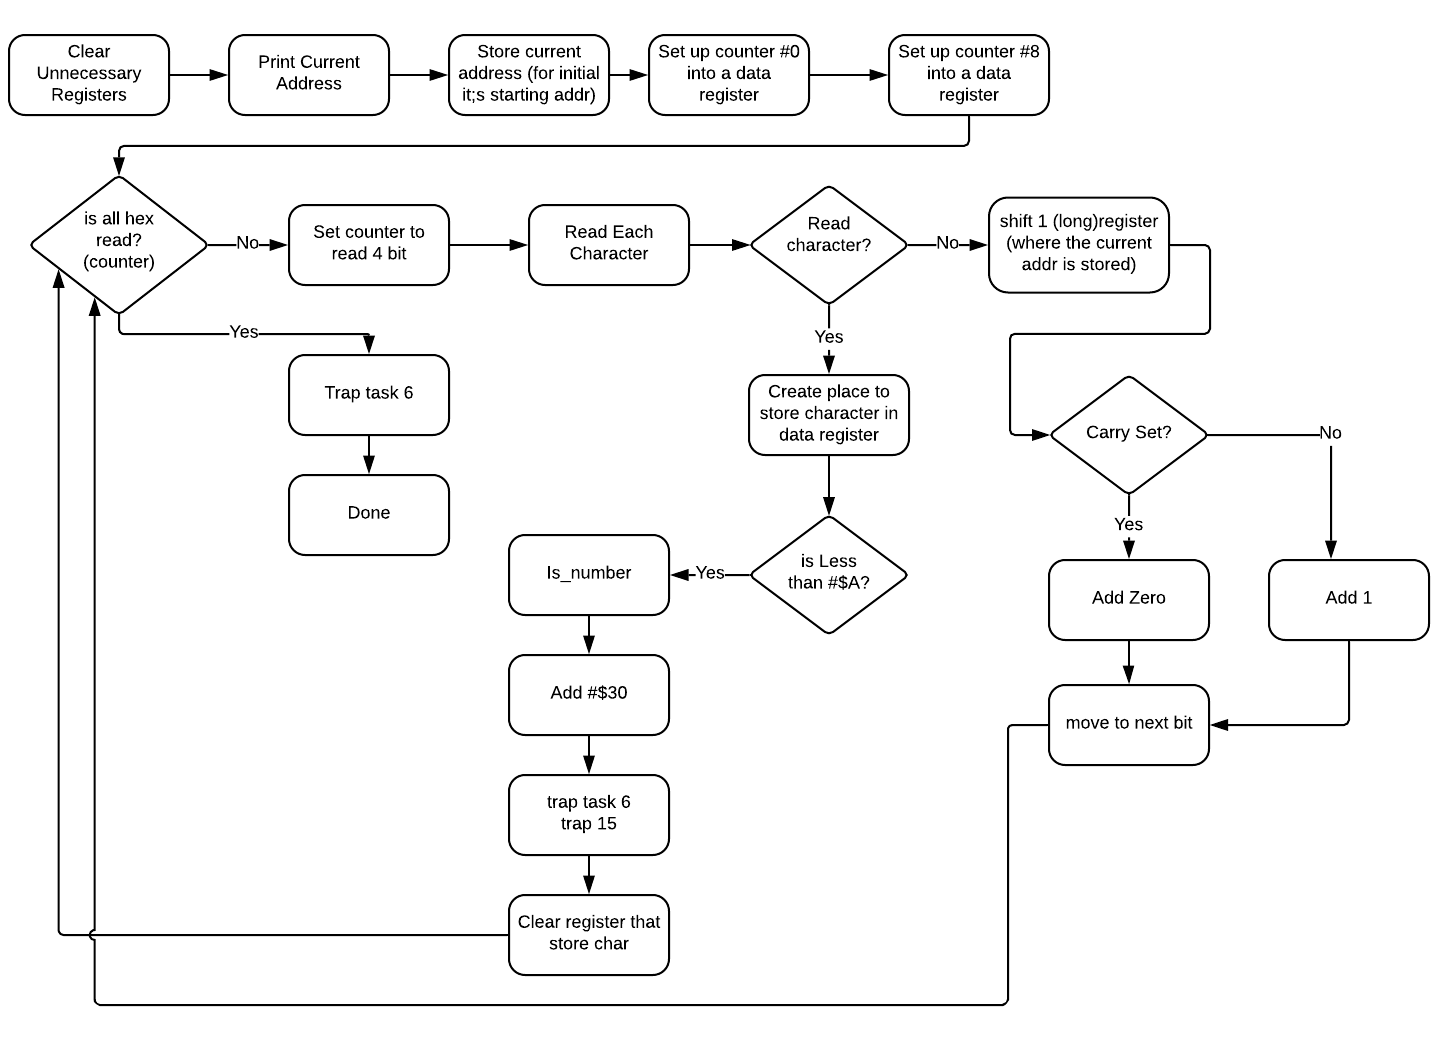 Clear
Unnecessary
Registers
Print Current
Address
Store current
address (for initial
it;s starting addr)
Set up counter #0
into a data
register
Set up counter #8
into a data
register
is all hex
read?
(counter)
No
Set counter to
read 4 bit
Read Each
Character
Read
character?
No
shift 1 (long)register
(where the current
addr is stored)
Yes
Yes
Trap task 6
Create place to
store character in
data register
Carry Set?
No
Done
Yes
is Less
than #$A?
Yes
Is_number
Add Zero
Add 1
Add #$30
move to next bit
trap task 6
trap 15
Clear register that
store char